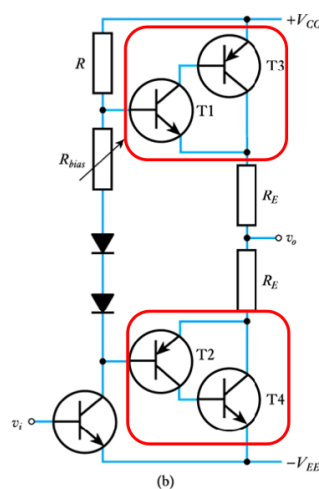 +V_CC
R
T3
T1
R_bias
R_E
v_o
R_E
T2
T4
v_i
−V_EE
(b)